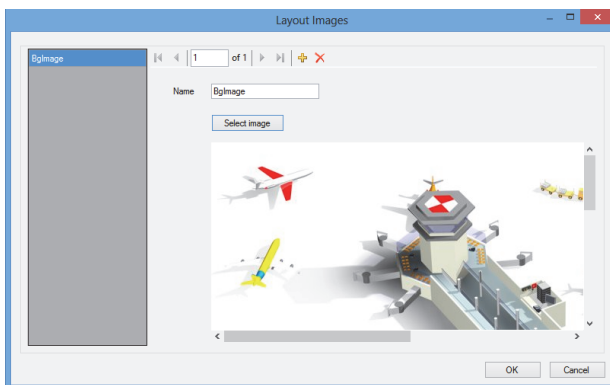 Layout Images
BgImage
1 of 1
Name BgImage
Select image
OK Cancel